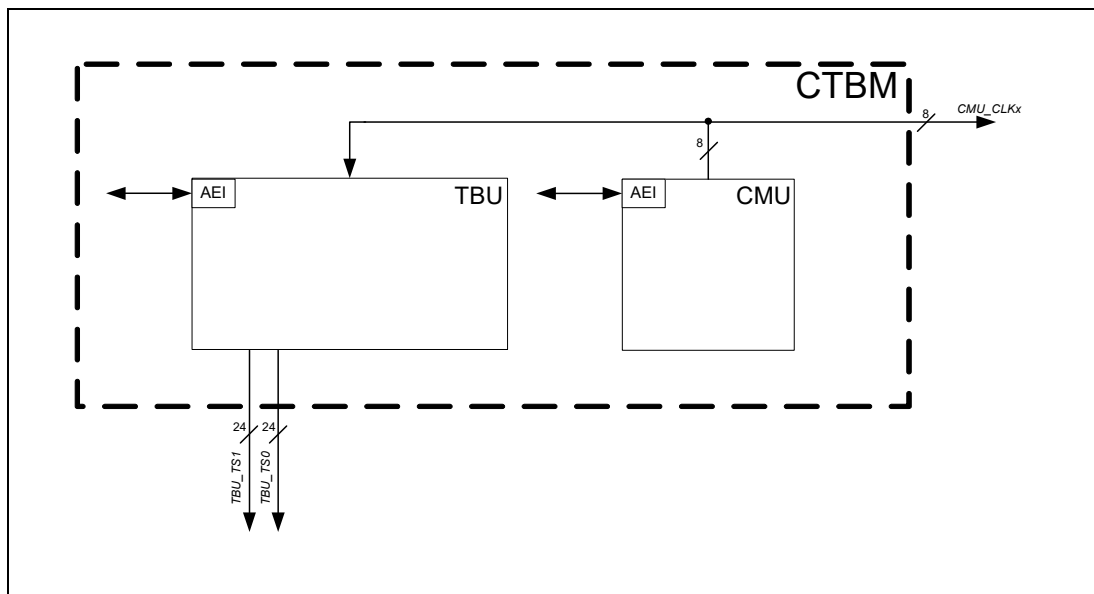 CTBM
8
CMU_CLKx
8
AEI
TBU
AEI
CMU
24
24
TBU_TS1
TBU_TS0